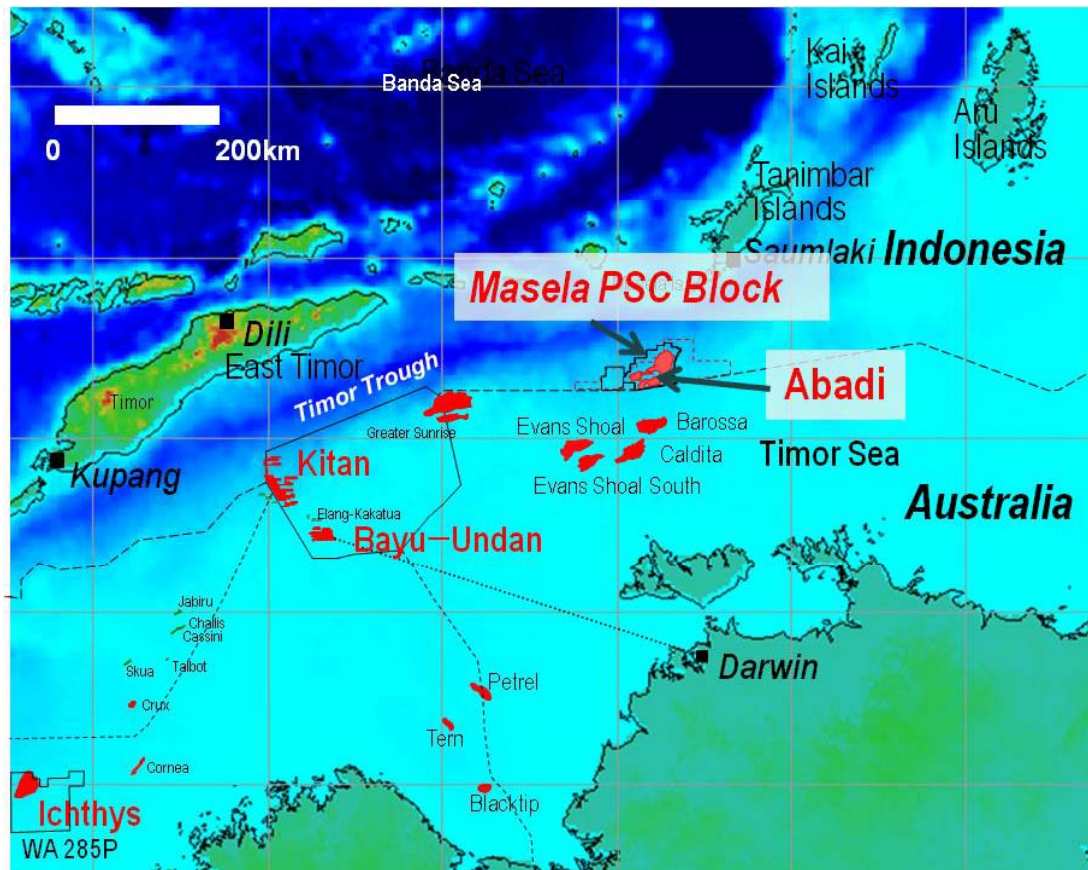 Banda Sea
Banda Sea
Kai
Islands
Aru
Islands
0 200km
Tanimbar
Islands
Saumlaki
Indonesia
Masela PSC Block
Dili
East Timor
Timor Trough
Abadi
Timor
Greater Sunrise
Evans Shoal
Barossa
Caldita
Timor Sea
Evans Shoal South
Kupang
Kitan
Elang-Kakatua
Bayu-Undan
Australia
Jabiru
Challis
Cassini
Skua
Talbot
Crux
Petrel
Darwin
Tern
Cornea
Ichthys
Blacktip
WA 285P